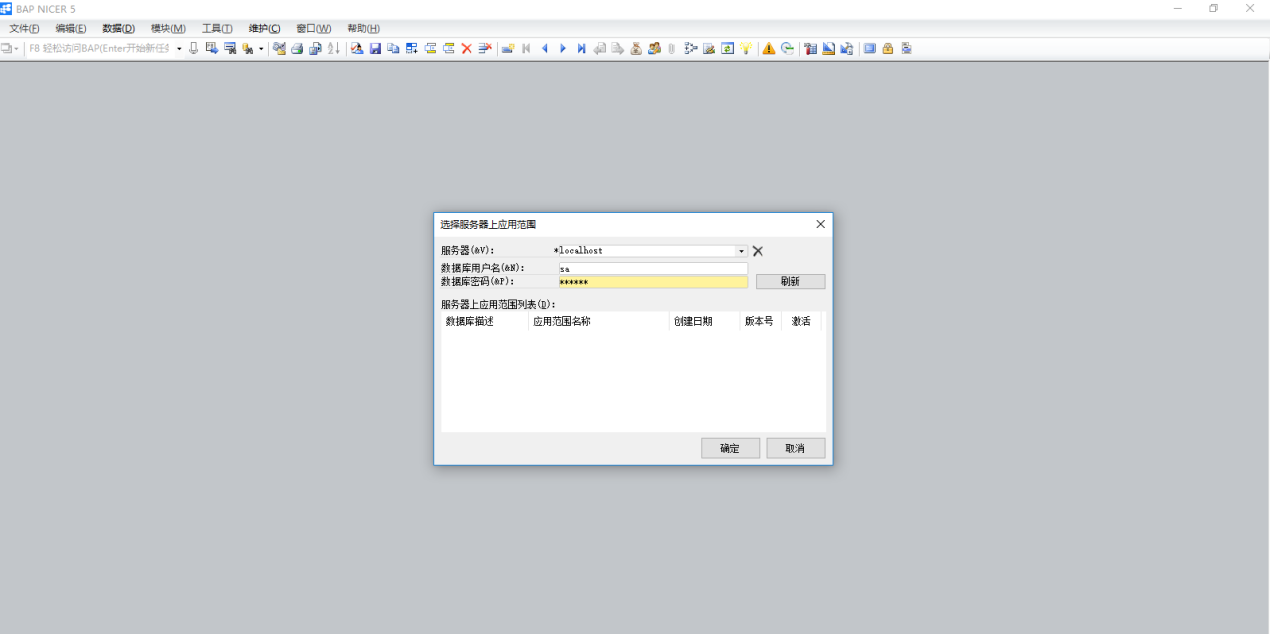 BAP NICER 5
文件(F) 编辑(E) 数据(D) 模块(M) 工具(T) 维护(C) 窗口(W) 帮助(H)
FB 轻松访问BAP(Enter开始新任
选择服务器上应用范围
服务器(&V): *localhost
数据库用户名(&N): sa
数据库密码(&P): ******
刷新
服务器上应用范围列表(D):
数据库描述 应用范围名称 创建日期 版本号 激活
确定 取消